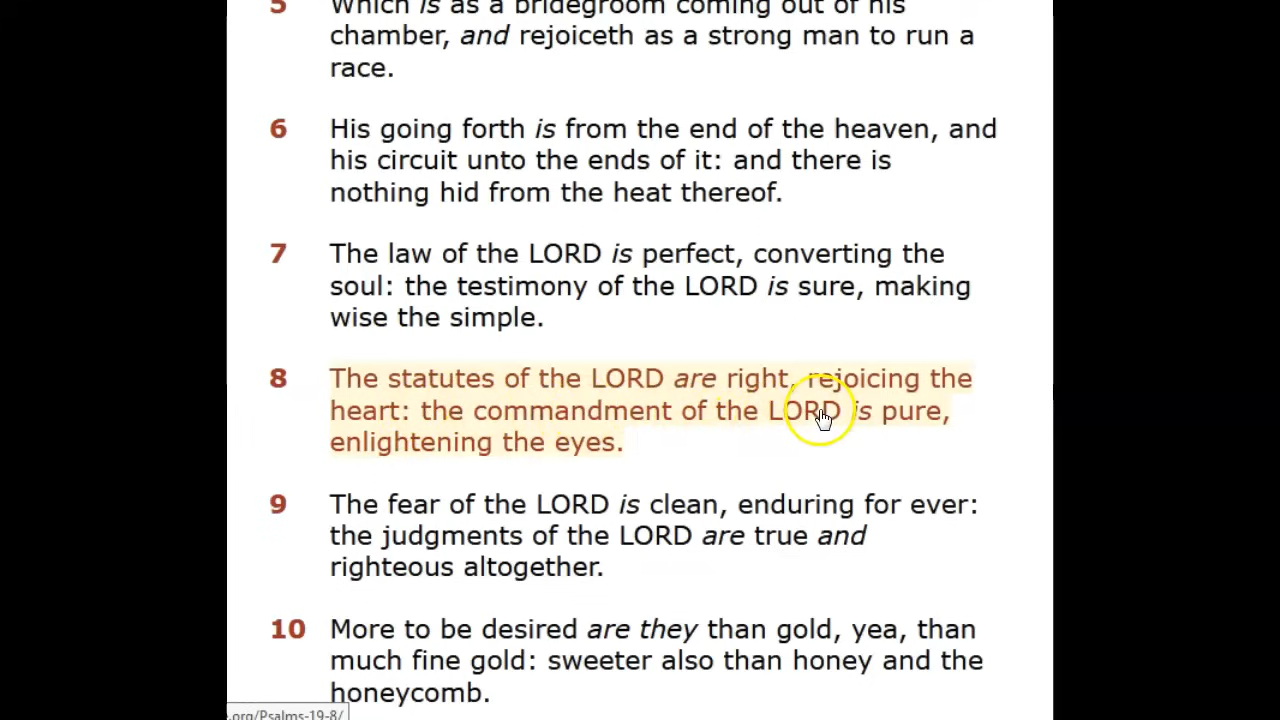 5 Which is as a bridegroom coming out of his
chamber, and rejoiceth as a strong man to run a
race.
6 His going forth is from the end of the heaven, and
his circuit unto the ends of it: and there is
nothing hid from the heat thereof.
7 The law of the LORD is perfect, converting the
soul: the testimony of the LORD is sure, making
wise the simple.
8 The statutes of the LORD are right, rejoicing the
heart: the commandment of the LORD is pure,
enlightening the eyes.
9 The fear of the LORD is clean, enduring for ever:
the judgments of the LORD are true and
righteous altogether.
10 More to be desired are they than gold, yea, than
much fine gold: sweeter also than honey and the
honeycomb.
.org/Psalms-19-8/